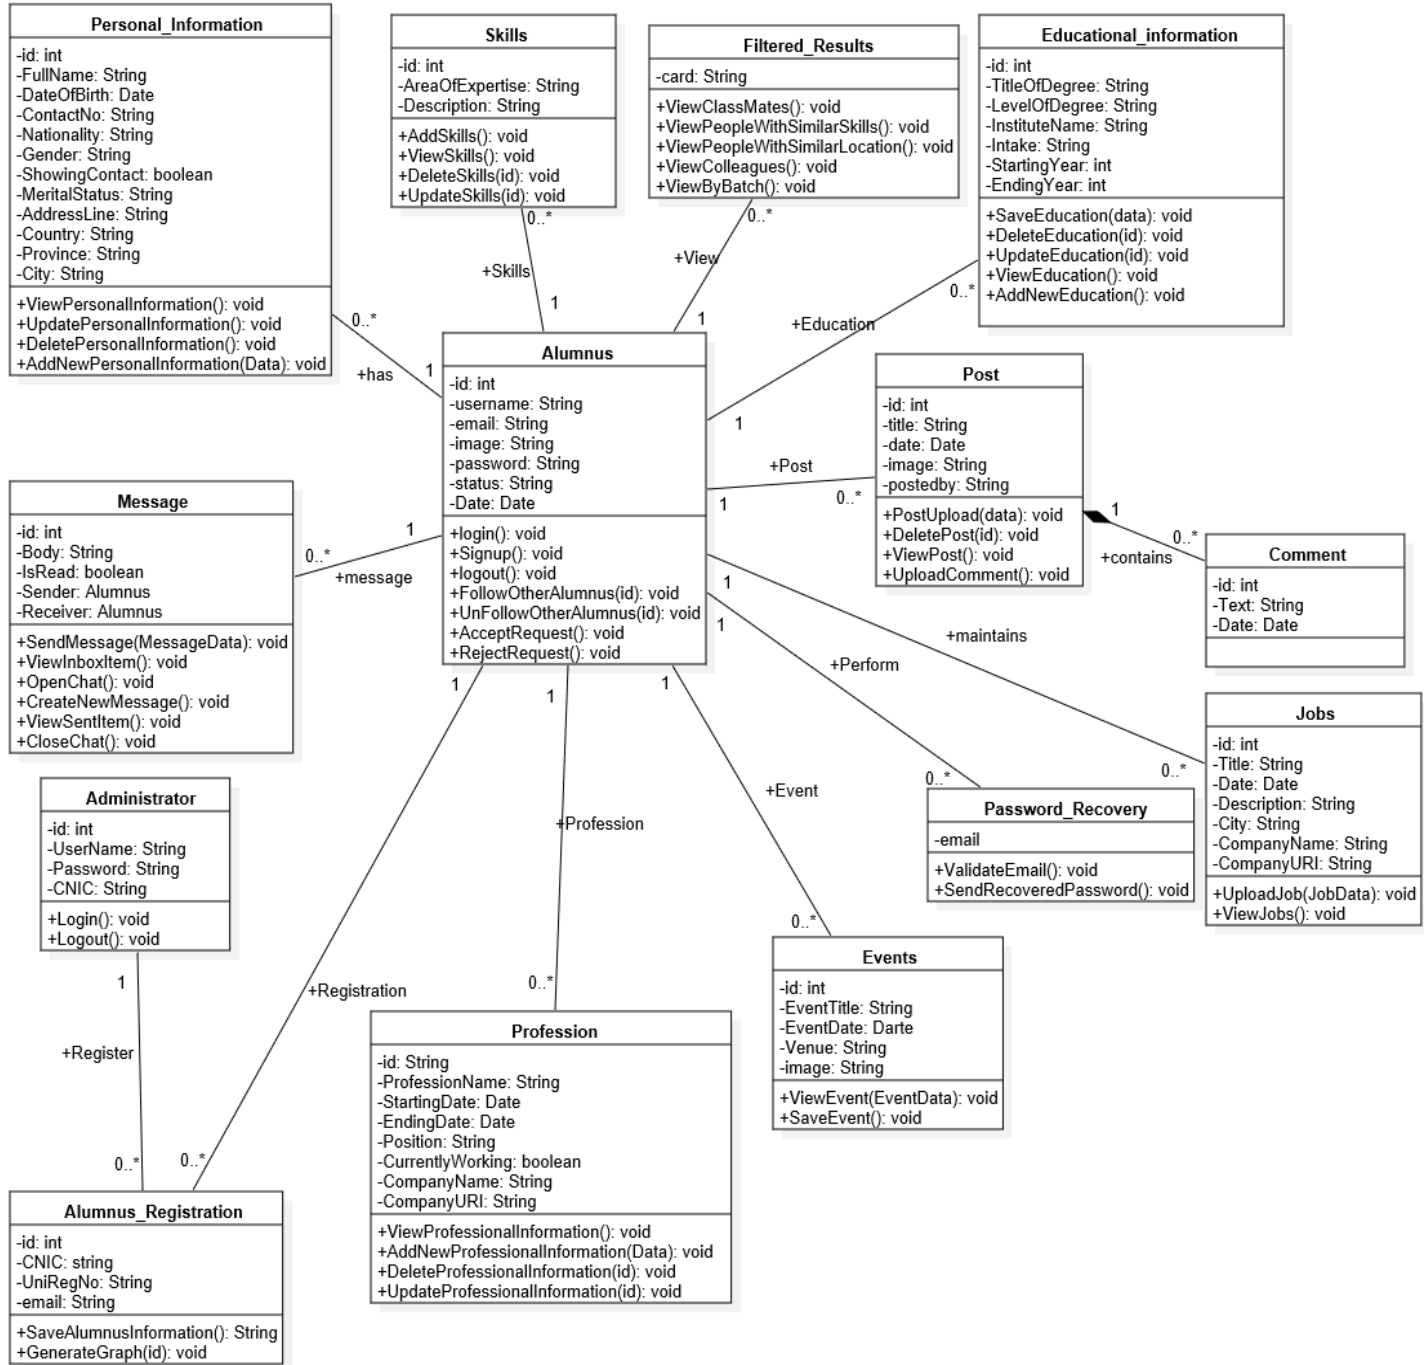 Personal_Information
-id: int
-FullName: String
-DateOfBirth: Date
-ContactNo: String
-Nationality: String
-Gender: String
-ShowingContact: boolean
-MeritalStatus: String
-AddressLine: String
-Country: String
-Province: String
-City: String
+ViewPersonalInformation(): void
+UpdatePersonalInformation(): void
+DeletePersonalInformation(): void
+AddNewPersonalInformation(Data): void
Skills
-id: int
-AreaOfExpertise: String
-Description: String
+AddSkills(): void
+ViewSkills(): void
+DeleteSkills(id): void
+UpdateSkills(id): void
Filtered_Results
-card: String
+ViewClassMates(): void
+ViewPeopleWithSimilarSkills(): void
+ViewPeopleWithSimilarLocation(): void
+ViewColleagues(): void
+ViewByBatch(): void
Educational_information
-id: int
-TitleOfDegree: String
-LevelOfDegree: String
-InstituteName: String
-Intake: String
-StartingYear: int
-EndingYear: int
+SaveEducation(data): void
+DeleteEducation(id): void
+UpdateEducation(id): void
+ViewEducation(): void
+AddNewEducation(): void
0..*
+has
1
0..*
+Skills
1
0..*
+View
1
0..*
+Education
1
Alumnus
-id: int
-username: String
-email: String
-image: String
-password: String
-status: String
-Date: Date
+login(): void
+Signup(): void
+logout(): void
+FollowOtherAlumnus(id): void
+UnFollowOtherAlumnus(id): void
+AcceptRequest(): void
+RejectRequest(): void
Post
-id: int
-title: String
-date: Date
-image: String
-postedby: String
+PostUpload(data): void
+DeletePost(id): void
+ViewPost(): void
+UploadComment(): void
+Post
1
0..*
1
+contains
0..*
Comment
-id: int
-Text: String
-Date: Date
Message
-id: int
-Body: String
-IsRead: boolean
-Sender: Alumnus
-Receiver: Alumnus
+SendMessage(MessageData): void
+ViewInboxItem(): void
+OpenChat(): void
+CreateNewMessage(): void
+ViewSentItem(): void
+CloseChat(): void
1
0..*
+message
1
+maintains
0..*
1
+Perform
0..*
Jobs
-id: int
-Title: String
-Date: Date
-Description: String
-City: String
-CompanyName: String
-CompanyURI: String
+UploadJob(JobData): void
+ViewJobs(): void
Password_Recovery
-email
+ValidateEmail(): void
+SendRecoveredPassword(): void
1
+Event
0..*
Events
-id: int
-EventTitle: String
-EventDate: Darte
-Venue: String
-image: String
+ViewEvent(EventData): void
+SaveEvent(): void
1
+Profession
0..*
Profession
-id: String
-ProfessionName: String
-StartingDate: Date
-EndingDate: Date
-Position: String
-CurrentlyWorking: boolean
-CompanyName: String
-CompanyURI: String
+ViewProfessionalInformation(): void
+AddNewProfessionalInformation(Data): void
+DeleteProfessionalInformation(id): void
+UpdateProfessionalInformation(id): void
1
+Registration
0..*
Administrator
-id: int
-UserName: String
-Password: String
-CNIC: String
+Login(): void
+Logout(): void
1
+Register
0..*
Alumnus_Registration
-id: int
-CNIC: string
-UniRegNo: String
-email: String
+SaveAlumnusInformation(): String
+GenerateGraph(id): void